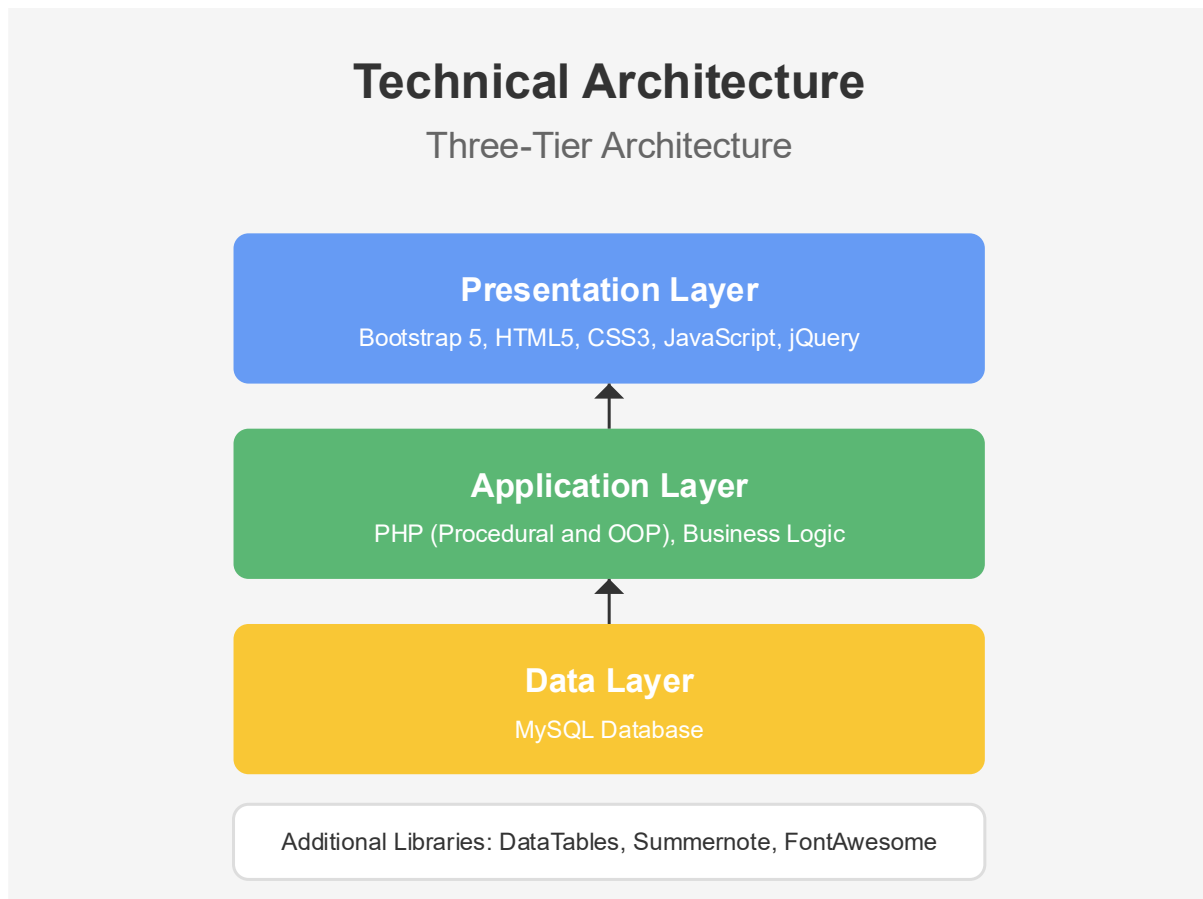 Technical Architecture
Three-Tier Architecture
Presentation Layer
Bootstrap 5, HTML5, CSS3, JavaScript, jQuery
Application Layer
PHP (Procedural and OOP), Business Logic
Data Layer
MySQL Database
Additional Libraries: DataTables, Summernote, FontAwesome